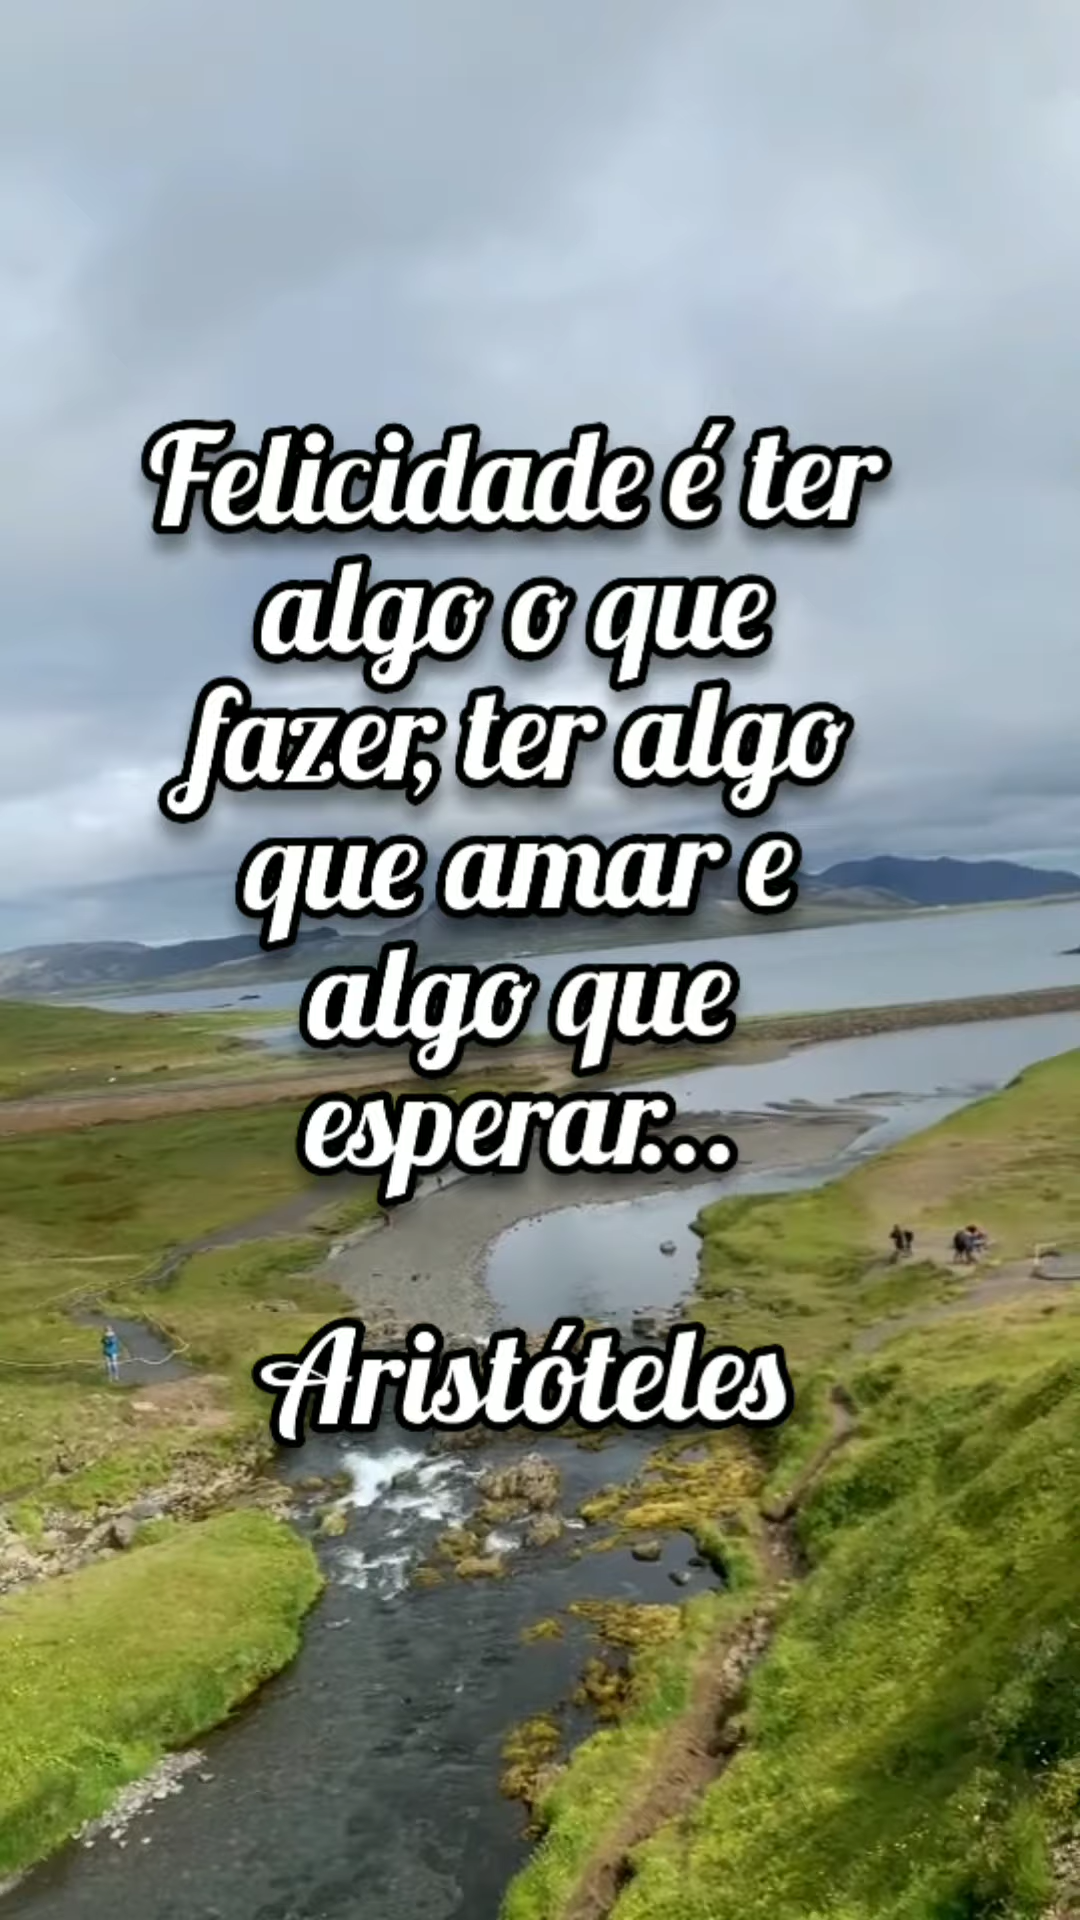 Felicidade é ter
algo o que
fazer, ter algo
que amar e
algo que
esperar...
Aristóteles